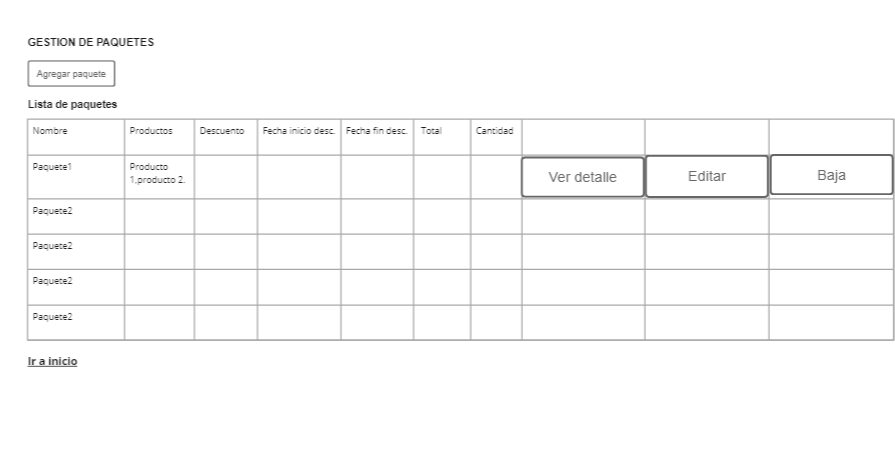 GESTION DE PAQUETES
Agregar paquete
Lista de paquetes
Nombre Productos Descuento Fecha inicio desc. Fecha fin desc. Total Cantidad
Paquete1 Producto
1,producto 2. Ver detalle Editar Baja
Paquete2
Paquete2
Paquete2
Paquete2
Ir a inicio